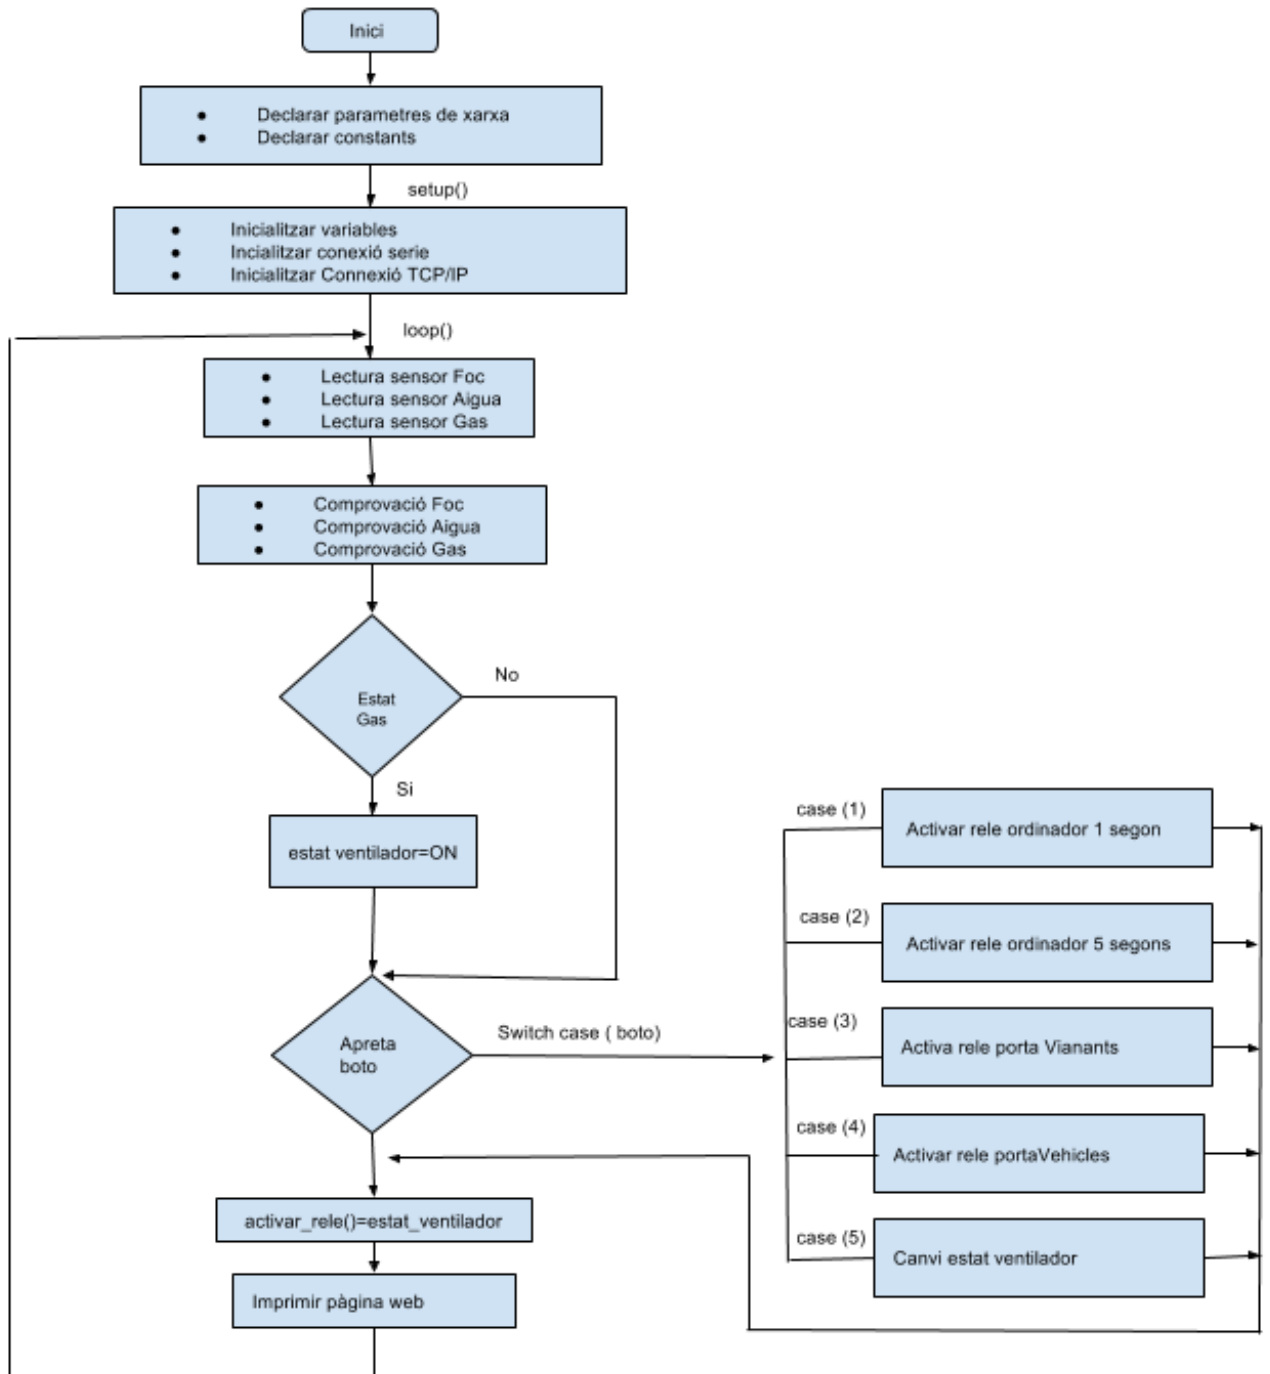 Inici
● Declarar parametres de xarxa
● Declarar constants
setup()
● Inicialitzar variables
● Incialitzar conexió serie
● Inicialitzar Connexió TCP/IP
loop()
● Lectura sensor Foc
● Lectura sensor Aigua
● Lectura sensor Gas
● Comprovació Foc
● Comprovació Aigua
● Comprovació Gas
Estat
Gas
No
Si
estat ventilador=ON
Apreta
boto
Switch case ( boto)
case (1)
Activar rele ordinador 1 segon
case (2)
Activar rele ordinador 5 segons
case (3)
Activa rele porta Vianants
case (4)
Activar rele portaVehicles
case (5)
Canvi estat ventilador
activar_rele()=estat_ventilador
Imprimir pàgina web